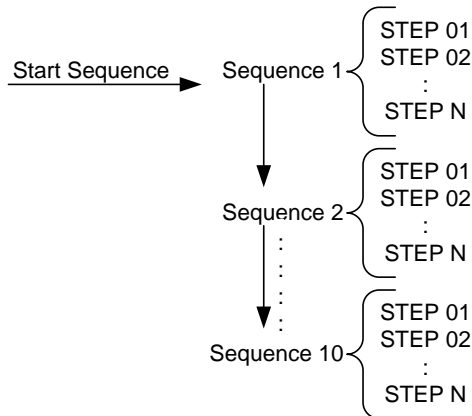 STEP 01
STEP 02
:
STEP N
Start Sequence
Sequence 1
STEP 01
STEP 02
:
STEP N
Sequence 2
STEP 01
STEP 02
:
STEP N
Sequence 10